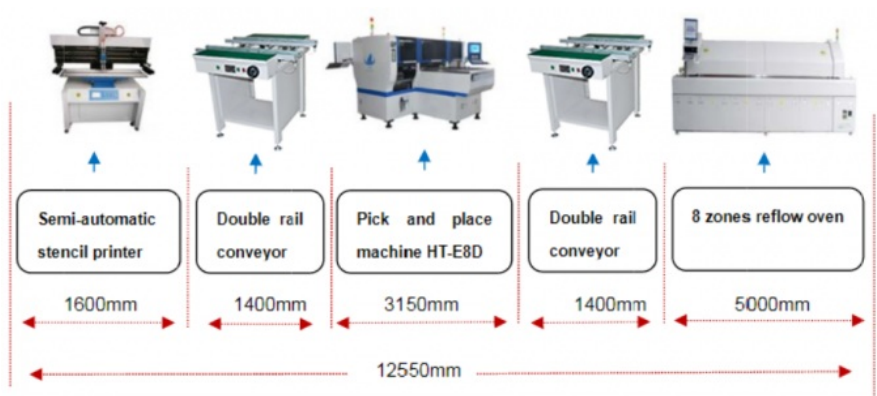 Semi-automatic
stencil printer
Double rail
conveyor
Pick and place
machine HT-E8D
Double rail
conveyor
8 zones reflow oven
1600mm
1400mm
3150mm
1400mm
5000mm
12550mm